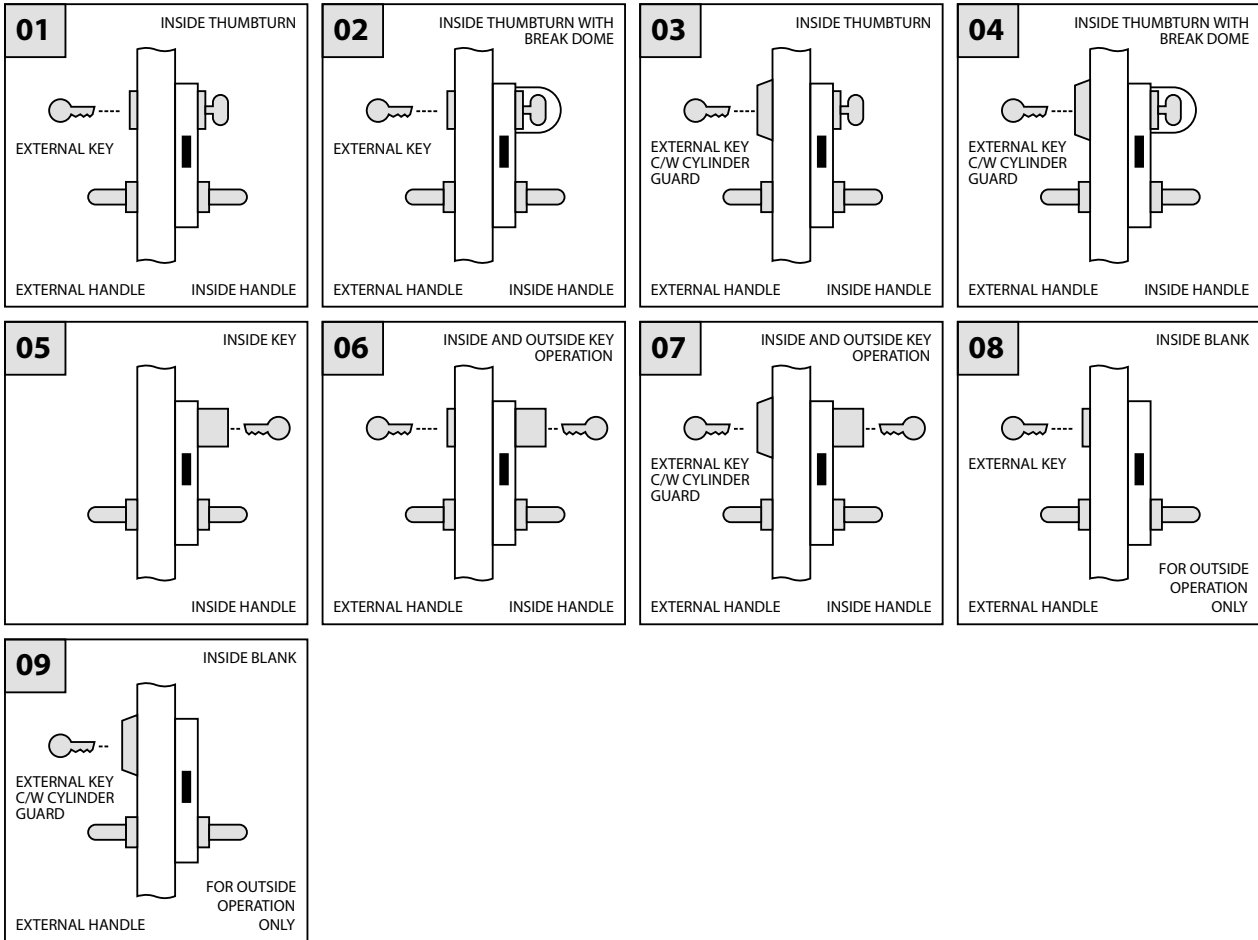 01
INSIDE THUMBTURN
EXTERNAL KEY
EXTERNAL HANDLE
INSIDE HANDLE
02
INSIDE THUMBTURN WITH
BREAK DOME
EXTERNAL KEY
EXTERNAL HANDLE
INSIDE HANDLE
03
INSIDE THUMBTURN
EXTERNAL KEY
C/W CYLINDER
GUARD
EXTERNAL HANDLE
INSIDE HANDLE
04
INSIDE THUMBTURN WITH
BREAK DOME
EXTERNAL KEY
C/W CYLINDER
GUARD
EXTERNAL HANDLE
INSIDE HANDLE
05
INSIDE KEY
INSIDE HANDLE
06
INSIDE AND OUTSIDE KEY
OPERATION
EXTERNAL KEY
EXTERNAL HANDLE
INSIDE HANDLE
07
INSIDE AND OUTSIDE KEY
OPERATION
EXTERNAL KEY
C/W CYLINDER
GUARD
EXTERNAL HANDLE
INSIDE HANDLE
08
INSIDE BLANK
EXTERNAL KEY
EXTERNAL HANDLE
FOR OUTSIDE
OPERATION
ONLY
09
INSIDE BLANK
EXTERNAL KEY
C/W CYLINDER
GUARD
EXTERNAL HANDLE
FOR OUTSIDE
OPERATION
ONLY